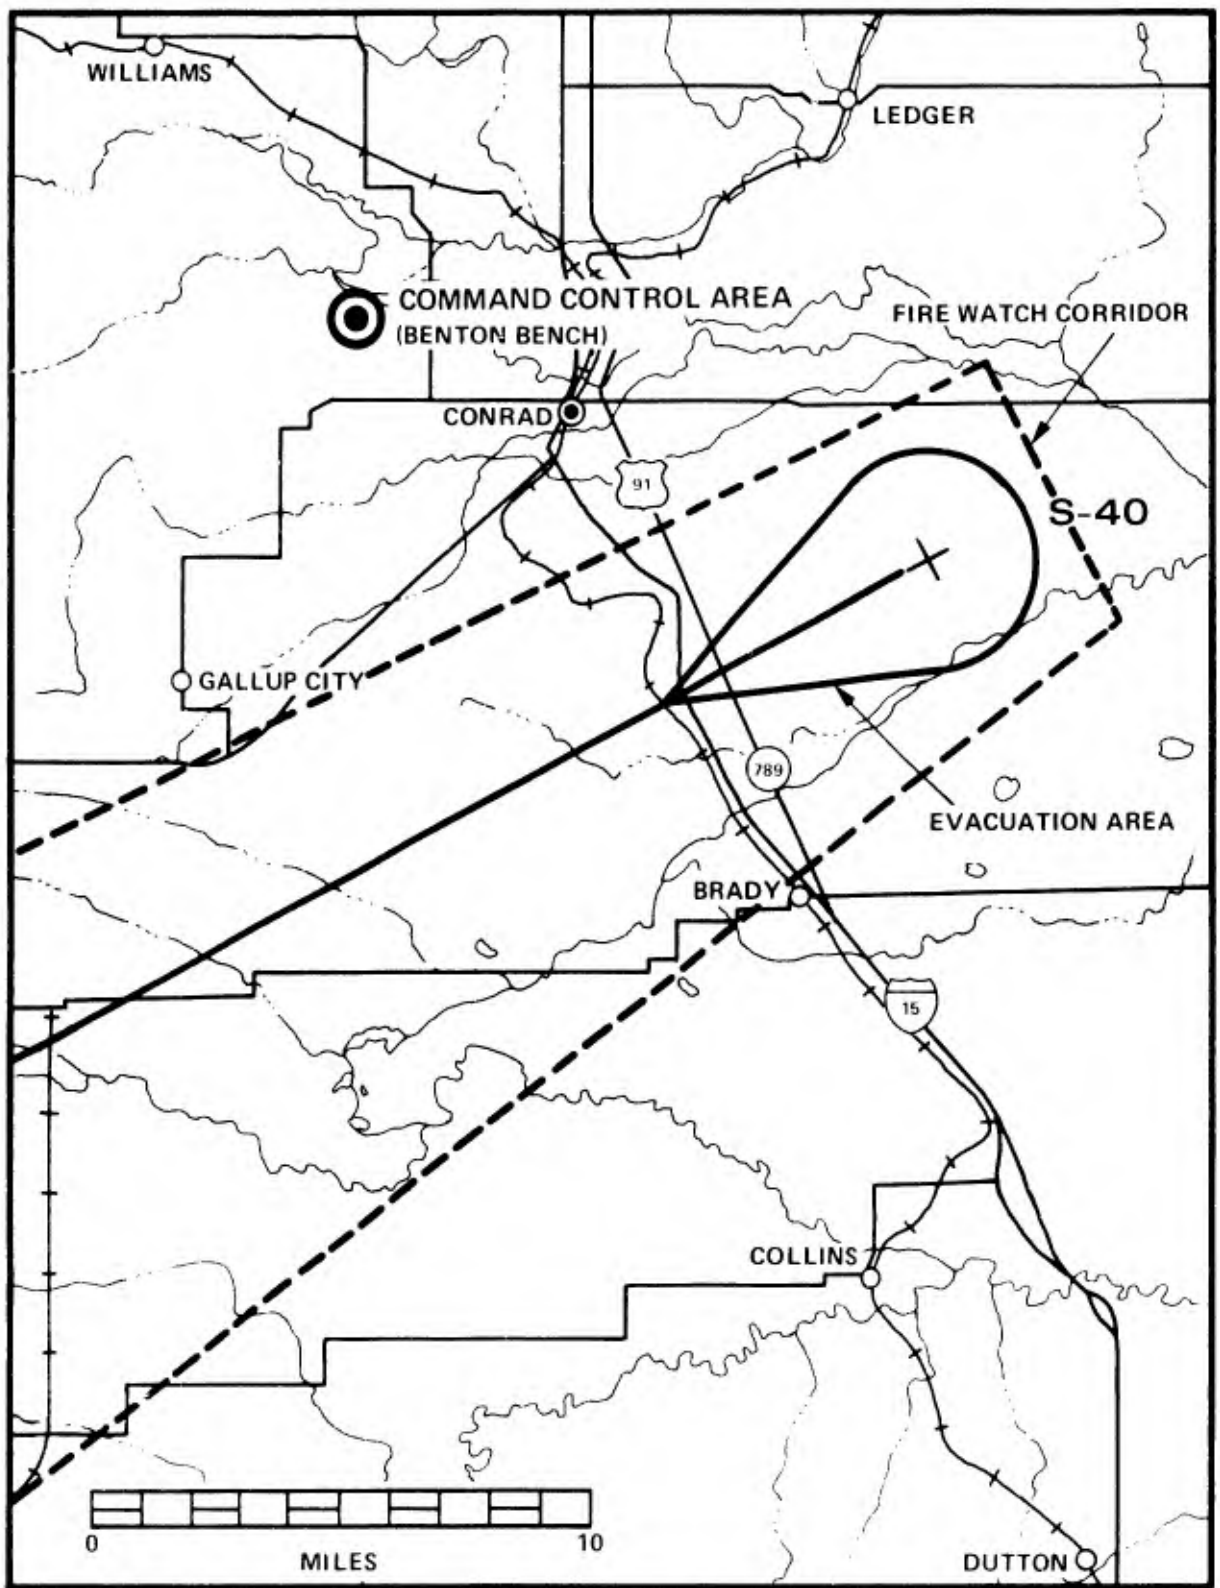 WILLIAMS
LEDGER
COMMAND CONTROL AREA
(BENTON BENCH)
FIRE WATCH CORRIDOR
CONRAD
91
S-40
GALLUP CITY
789
EVACUATION AREA
BRADY
15
COLLINS
0 10
MILES
DUTTON